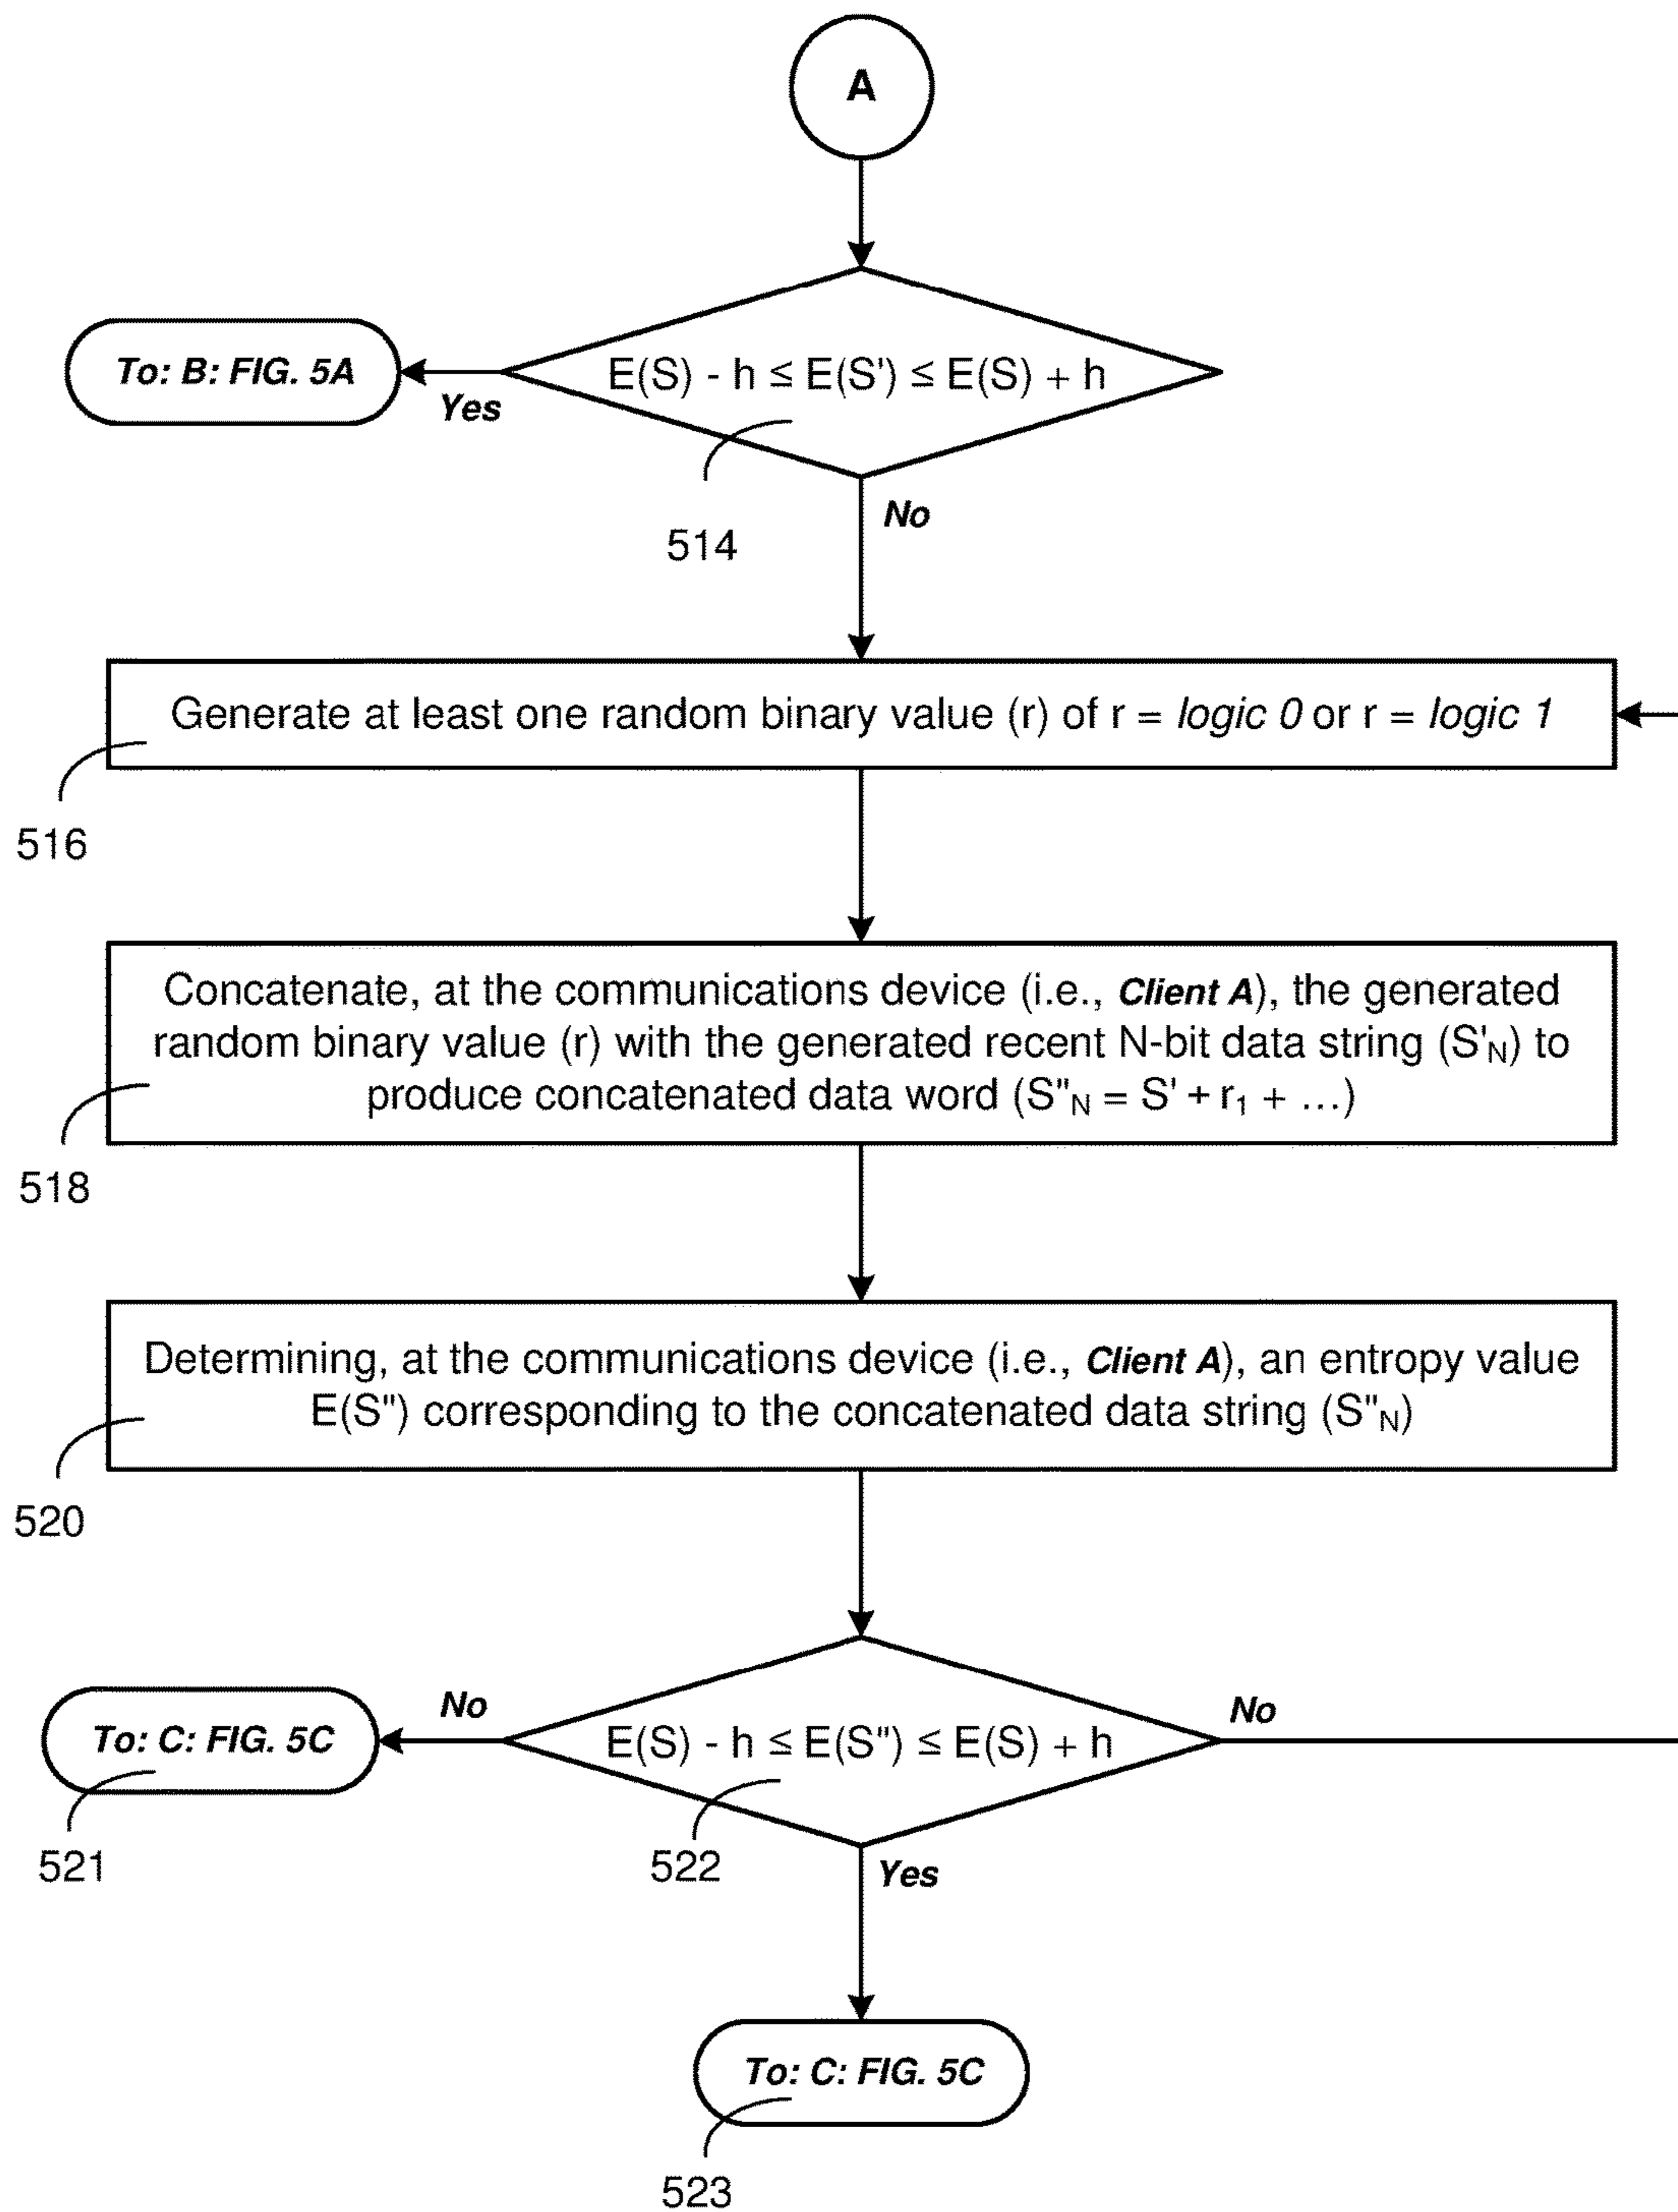 A
E(S) - h ≤ E(S') ≤ E(S) + h
To: B: FIG. 5A
Yes
No
514
Generate at least one random binary value (r) of r = logic 0 or r = logic 1
516
Concatenate, at the communications device (i.e., Client A), the generated
random binary value (r) with the generated recent N-bit data string (S'N) to
produce concatenated data word (S"N = S' + r1 + ...)
518
Determining, at the communications device (i.e., Client A), an entropy value
E(S") corresponding to the concatenated data string (S"N)
520
No
No
To: C: FIG. 5C
E(S) - h ≤ E(S") ≤ E(S) + h
521
522
Yes
To: C: FIG. 5C
523